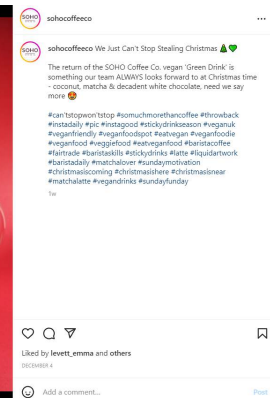 SOHO
sohocoffeeco
SOHO
sohocoffeeco We Just Can't Stop Stealing Christmas 🎄💚
The return of the SOHO Coffee Co. vegan 'Green Drink' is
something our team ALWAYS looks forward to at Christmas time
- coconut, matcha & decadent white chocolate, need we say
more 🥵
#can'tstopwon'tstop #somuchmorethancoffee #throwback
#instadaily #pic #instagood #stickydrinkseason #veganuk
#veganfriendly #veganfoodspot #eatvegan #veganfoodie
#veganfood #veggiefood #eatveganfood #baristacoffee
#fairtrade #baristaskills #stickydrinks #latte #liquidartwork
#baristadaily #matchalover #sundaymotivation
#christmasiscoming #christmasishere #christmasisnear
#matchalatte #vegandrinks #sundayfunday
1w
Liked by levett_emma and others
DECEMBER 4
Add a comment...
Post